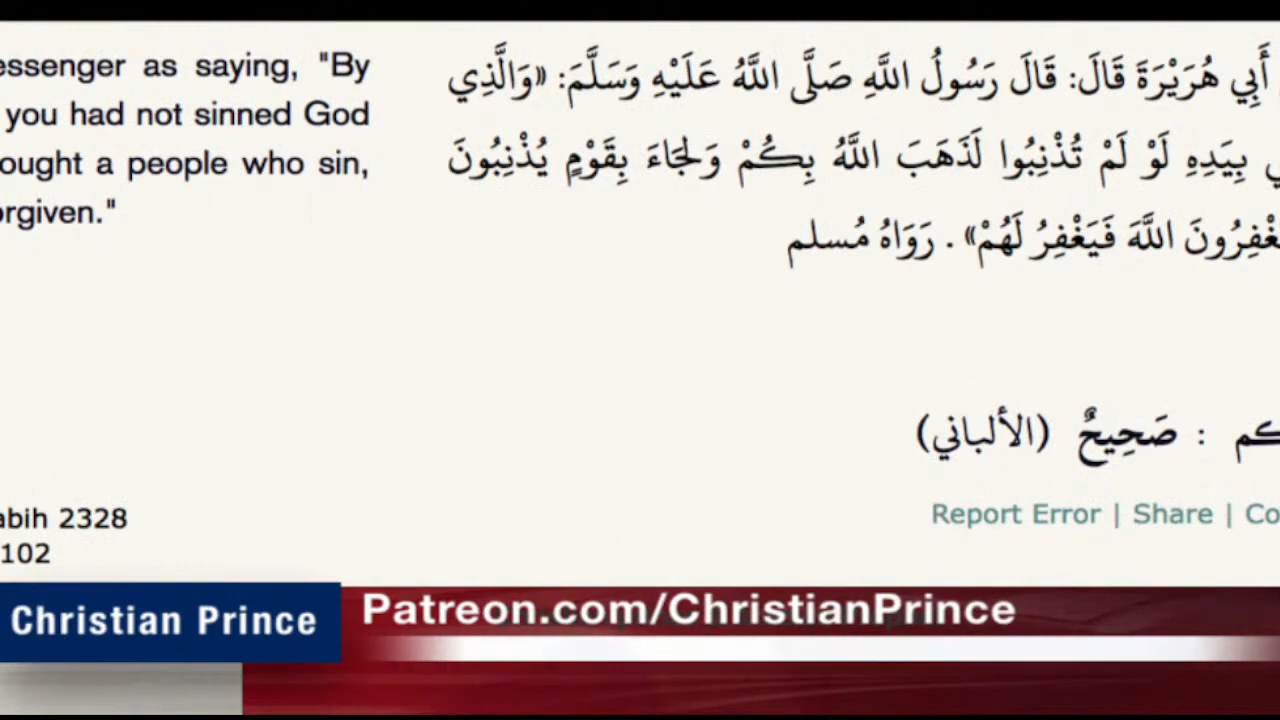 essenger as saying, "By
you had not sinned God
ought a people who sin,
rgiven."
أَبِي هُرَيْرَةَ قَالَ: قَالَ رَسُولُ اللَّهِ صَلَّى اللَّهُ عَلَيْهِ وَسَلَّمَ: «وَالَّذِي
بِيَدِهِ لَوْ لَمْ تُذْنِبُوا لَذَهَبَ اللَّهُ بِكُمْ وَلَجَاءَ بِقَوْمٍ يُذْنِبُونَ
غْفِرُونَ اللَّهَ فَيَغْفِرُ لَهُمْ» . رَوَاهُ مُسلم
كم : صَحِيحٌ (الألباني)
abih 2328
102
Report Error | Share | Co
Christian Prince
Patreon.com/ChristianPrince